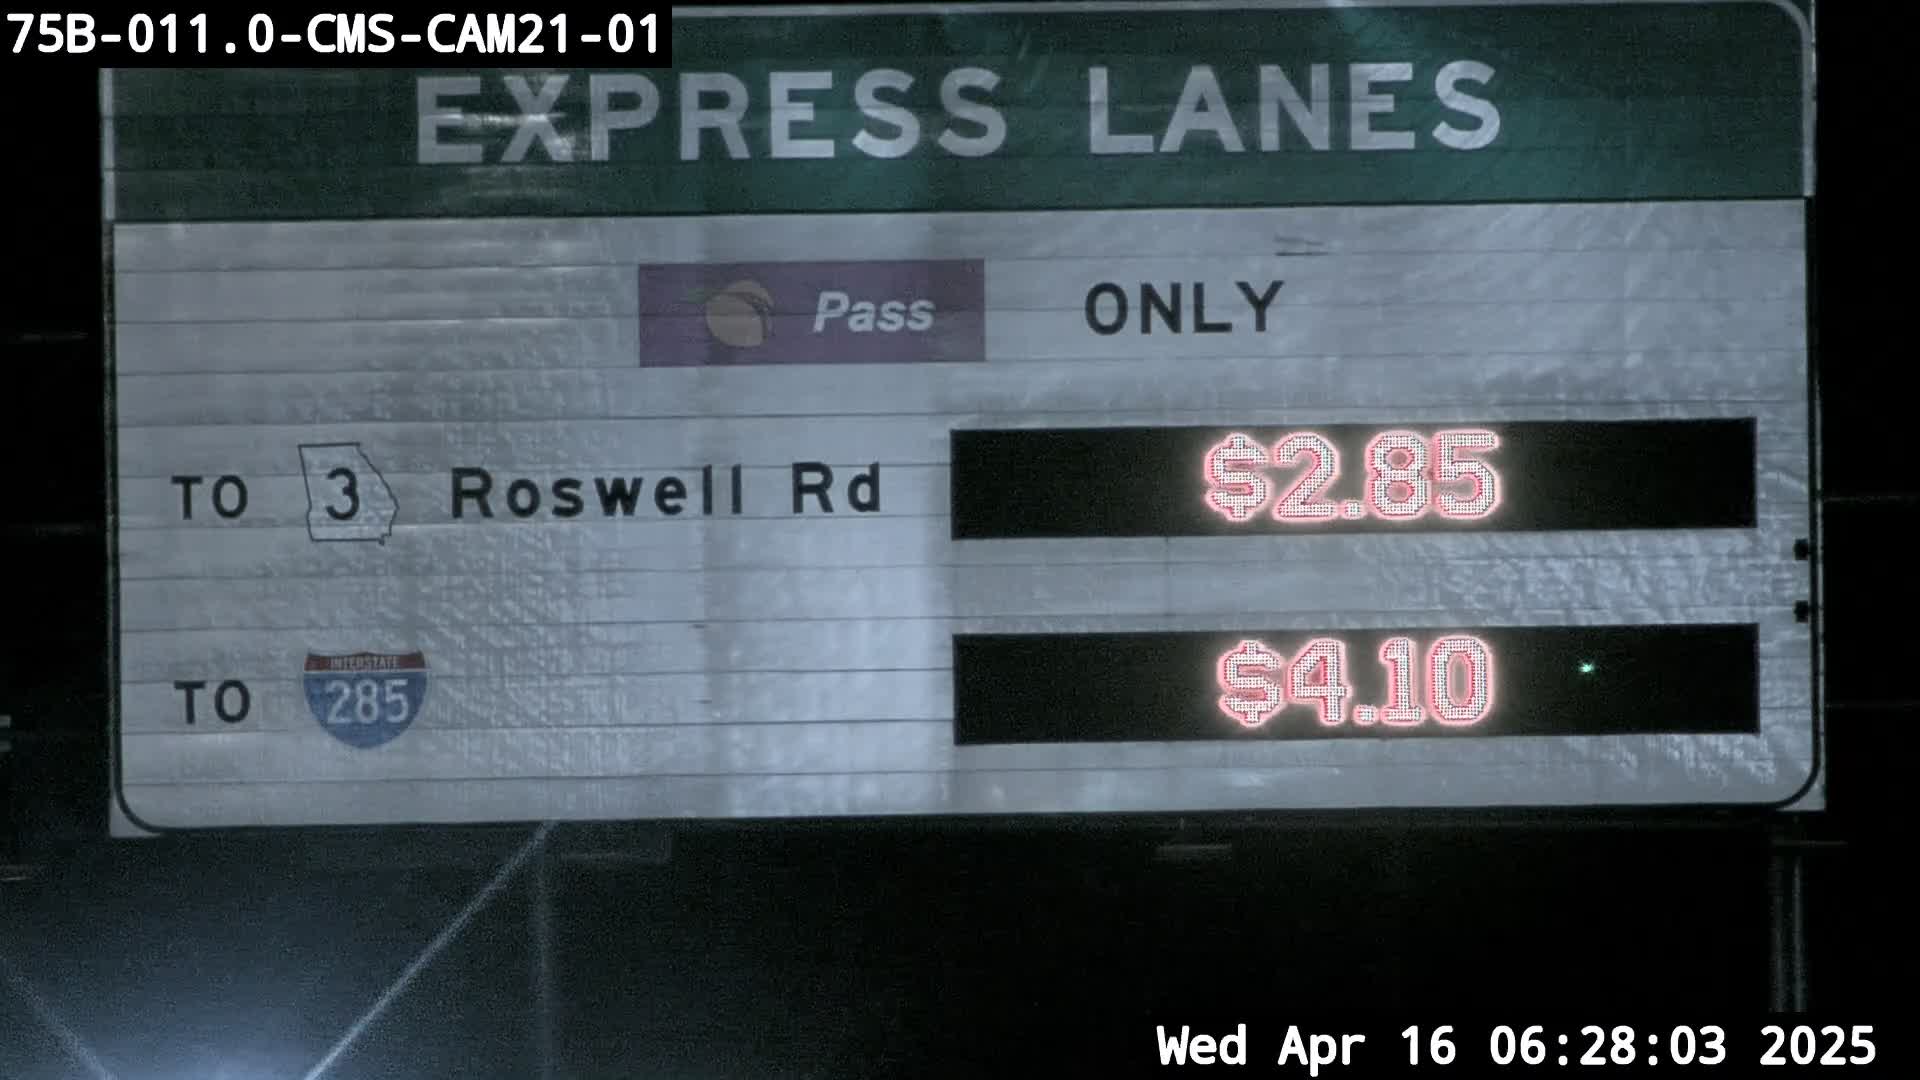 75B-011.0-CMS-CAM21-01
EXPRESS LANES
Pass ONLY
TO 3 Roswell Rd $2.85
INTERSTATE
TO 285 $4.10
Wed Apr 16 06:28:03 2025